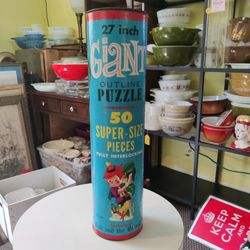 27 inch
GIANT
OUTLINE
PUZZLE
50
SUPER-SIZE
PIECES
FULLY INTERLOCKING
KEEP
CALM